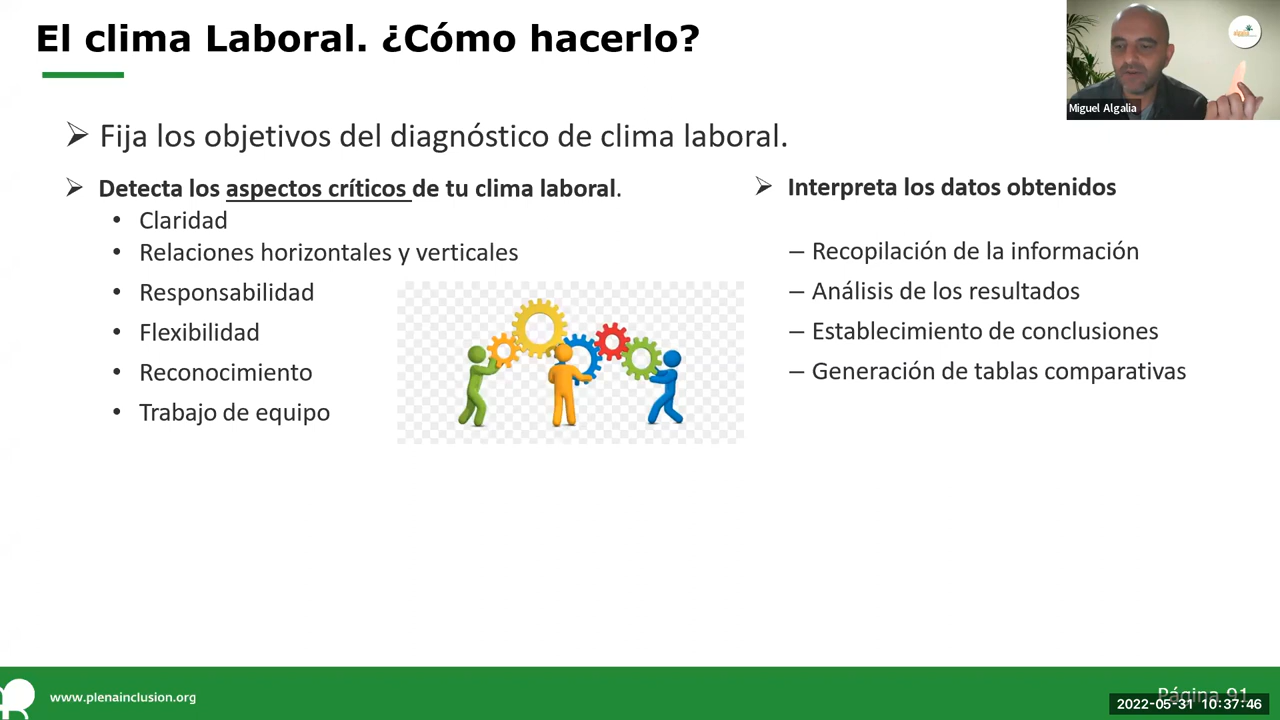 El clima Laboral. ¿Cómo hacerlo?
Miguel Algalia
Fija los objetivos del diagnóstico de clima laboral.
Detecta los aspectos críticos de tu clima laboral.
Claridad
Relaciones horizontales y verticales
Responsabilidad
Flexibilidad
Reconocimiento
Trabajo de equipo
Interpreta los datos obtenidos
– Recopilación de la información
– Análisis de los resultados
– Establecimiento de conclusiones
– Generación de tablas comparativas
www.plenainclusion.org
Página 91
2022-05-31 10:37:46